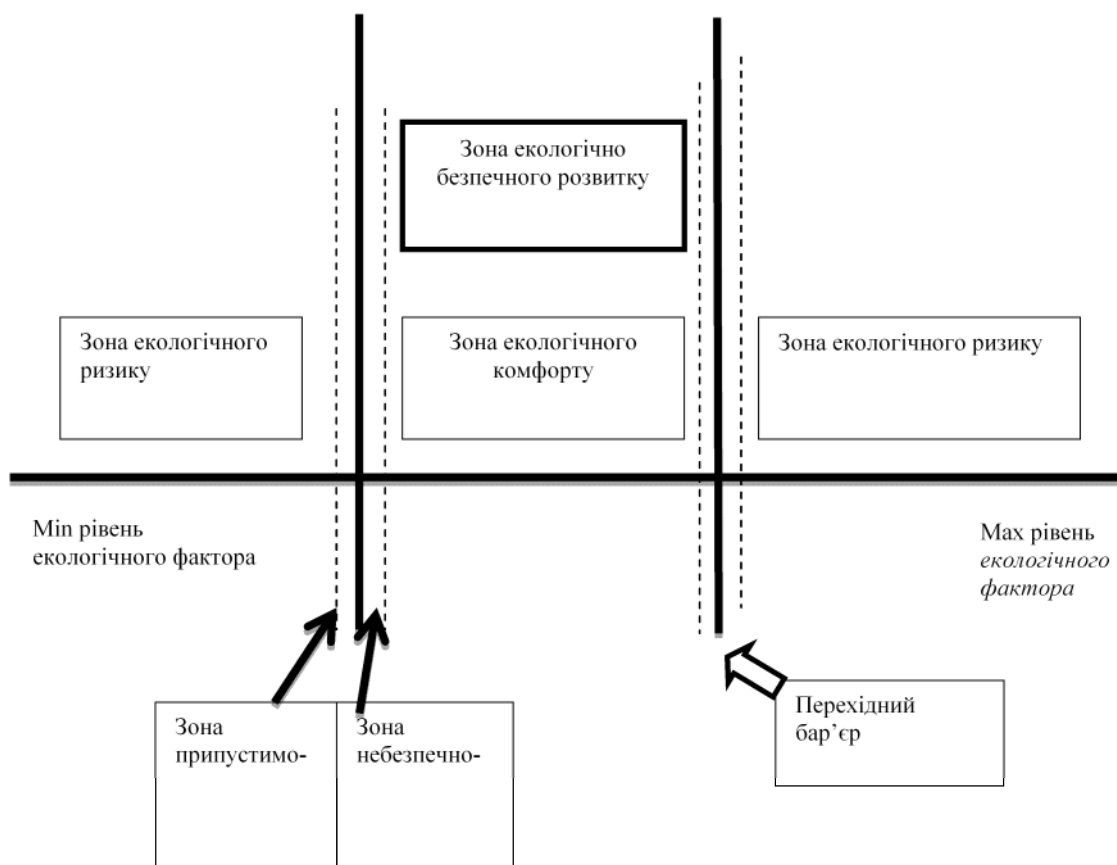 Зона екологічно
безпечного розвитку
Зона екологічного
ризику
Зона екологічного
комфорту
Зона екологічного ризику
Min рівень
екологічного фактора
Max рівень
екологічного
фактора
Зона
припустимо-
Зона
небезпечно-
Перехідний
бар’єр